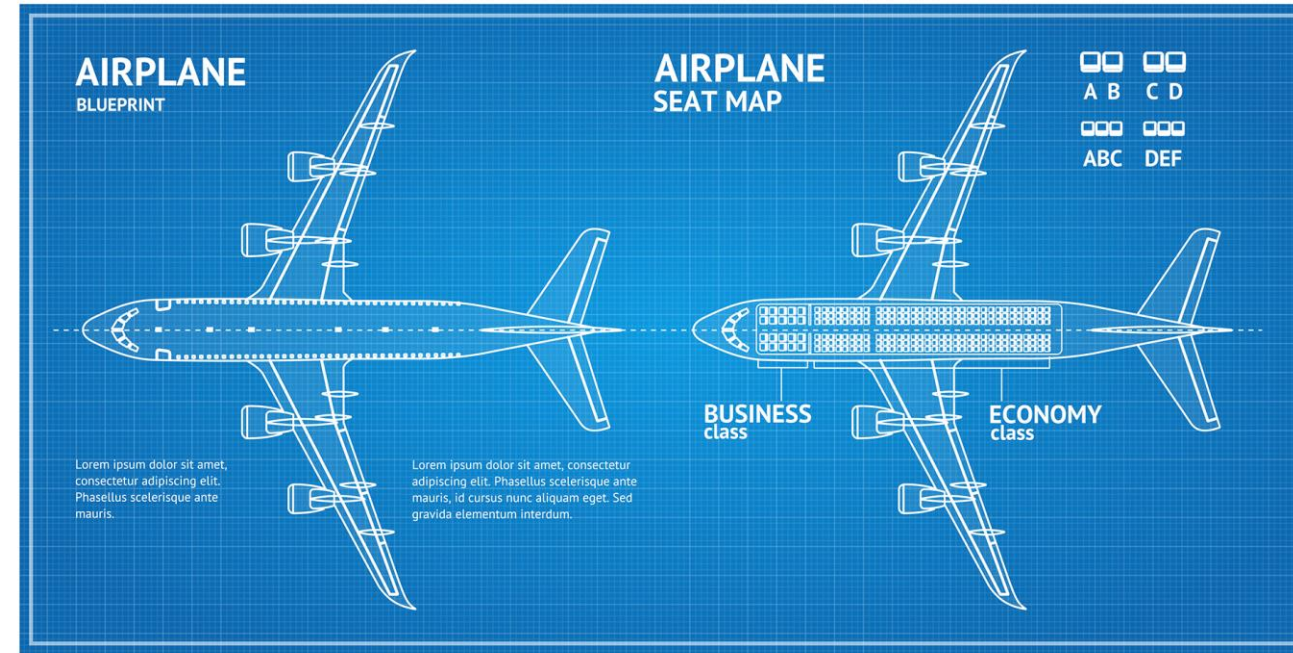 AIRPLANE
BLUEPRINT
AIRPLANE
SEAT MAP
A B C D
ABC DEF
BUSINESS
class
ECONOMY
class
Lorem ipsum dolor sit amet,
consectetur adipiscing elit.
Phasellus scelerisque ante
mauris.
Lorem ipsum dolor sit amet, consectetur
adipiscing elit. Phasellus scelerisque ante
mauris, id cursus nunc aliquam eget. Sed
gravida elementum interdum.